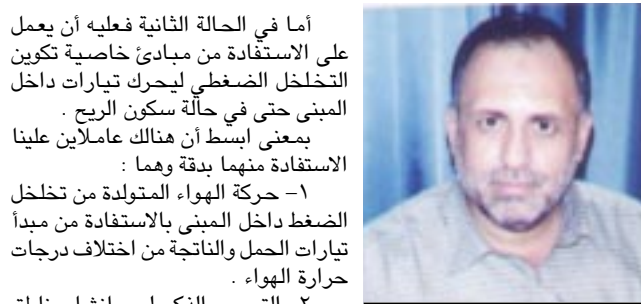 أما في الحالة الثانية فعليه أن يعمل
على الاستفادة من مبادئ خاصية تكوين
التخلخل الضغطي ليحرك تيارات داخل
المبنى حتى في حالة سكون الريح .
بمعنى ابسط أن هنالك عاملاين علينا
الاستفادة منهما بدقة وهما :
١– حركة الهواء المتولدة من تخلخل
الضغط داخل المبنى بالاستفادة من مبدأ
تيارات الحمل والناتجة من اختلاف درجات
حرارة الهواء .